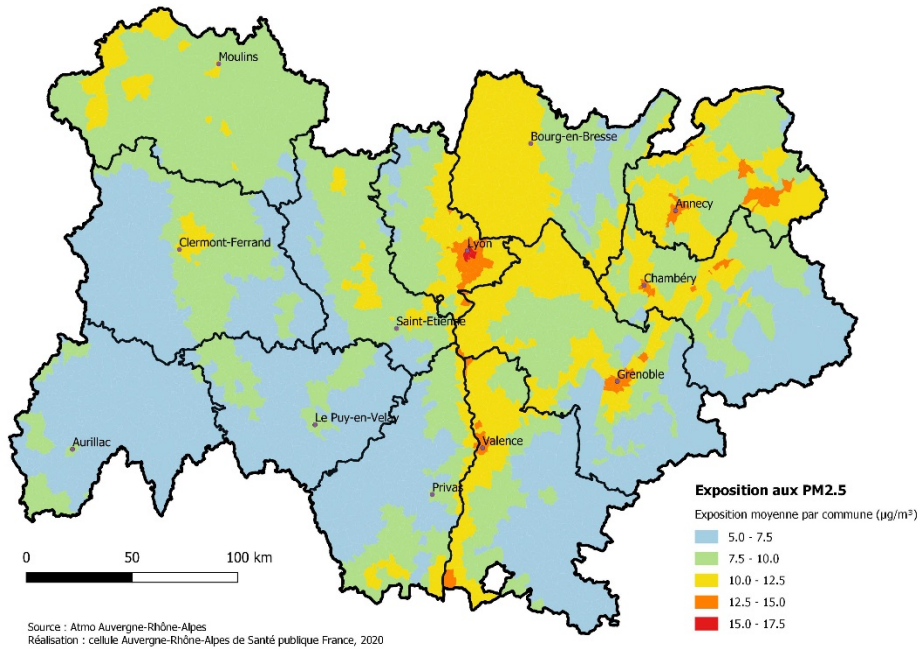 Moulins
Bourg-en-Bresse
Annecy
Clermont-Ferrand
Lyon
Chambéry
Saint-Etienne
Grenoble
Le Puy-en-Velay
Aurillac
Valence
Privas
Exposition aux PM2.5
Exposition moyenne par commune (µg/m³)
5.0 - 7.5
7.5 - 10.0
10.0 - 12.5
12.5 - 15.0
15.0 - 17.5
0 50 100 km
Source : Atmo Auvergne-Rhône-Alpes
Réalisation : cellule Auvergne-Rhône-Alpes de Santé publique France, 2020